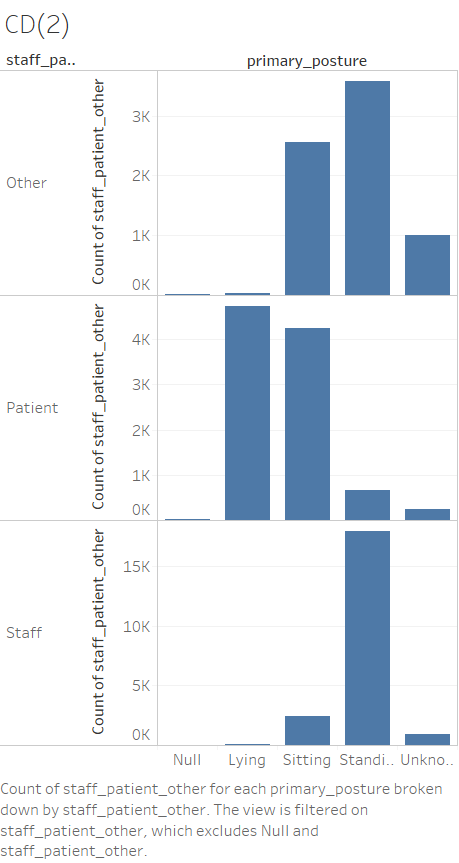 CD(2)
staff_pa.. primary_posture
Other
Count of staff_patient_other
3K
2K
1K
0K
Patient
Count of staff_patient_other
4K
3K
2K
1K
0K
Staff
Count of staff_patient_other
15K
10K
5K
0K
Null Lying Sitting Standi.. Unkno..
Count of staff_patient_other for each primary_posture broken
down by staff_patient_other. The view is filtered on
staff_patient_other, which excludes Null and
staff_patient_other.